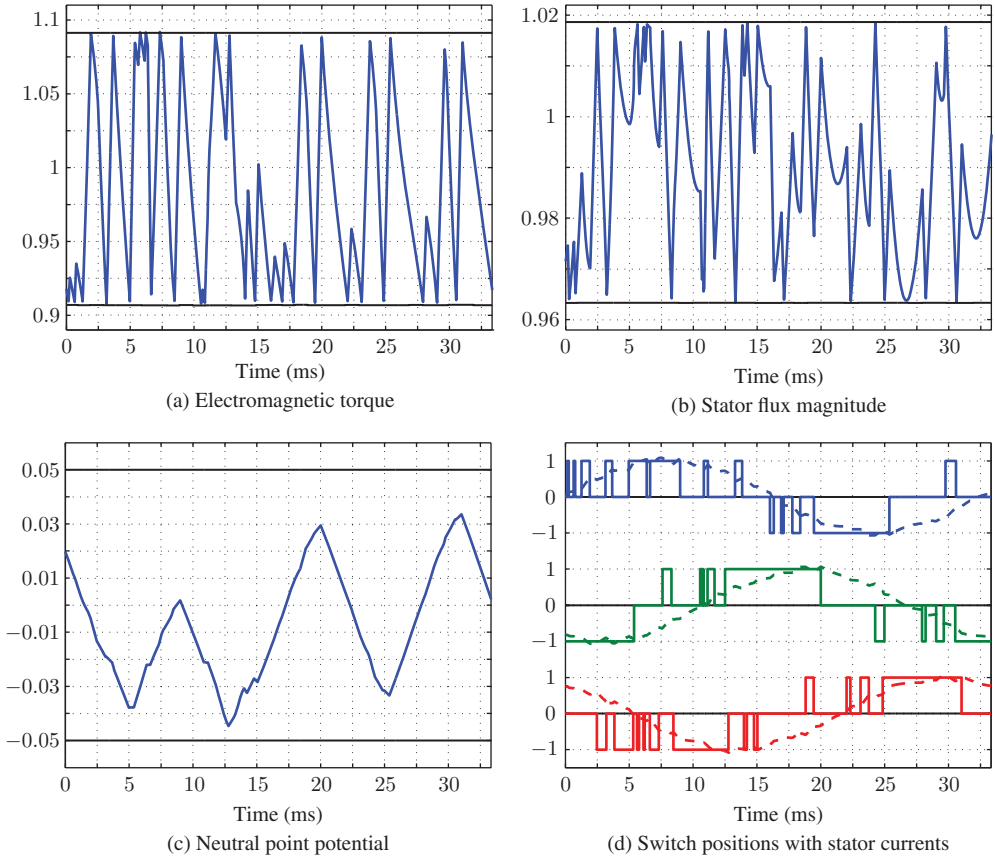 1.1
1.05
1
0.95
0.9
0 5 10 15 20 25 30
Time (ms)
(a) Electromagnetic torque
1.02
1
0.98
0.96
0 5 10 15 20 25 30
Time (ms)
(b) Stator flux magnitude
0.05
0.03
0.01
−0.01
−0.03
−0.05
0 5 10 15 20 25 30
Time (ms)
(c) Neutral point potential
1
0
−1
1
0
−1
1
0
−1
0 5 10 15 20 25 30
Time (ms)
(d) Switch positions with stator currents